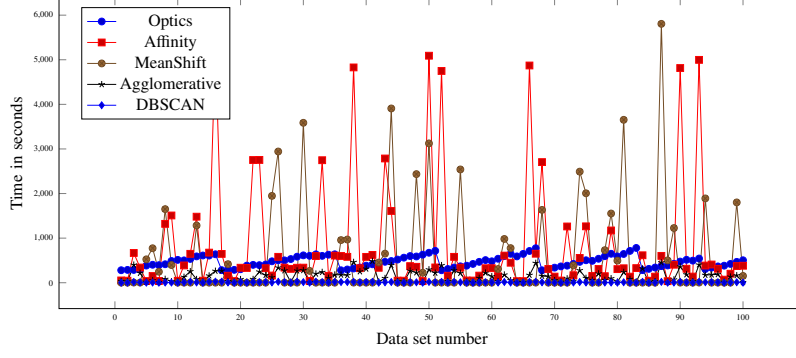 6,000
5,000
4,000
3,000
2,000
1,000
0
Time in seconds
Optics
Affinity
MeanShift
Agglomerative
DBSCAN
0 10 20 30 40 50 60 70 80 90 100
Data set number